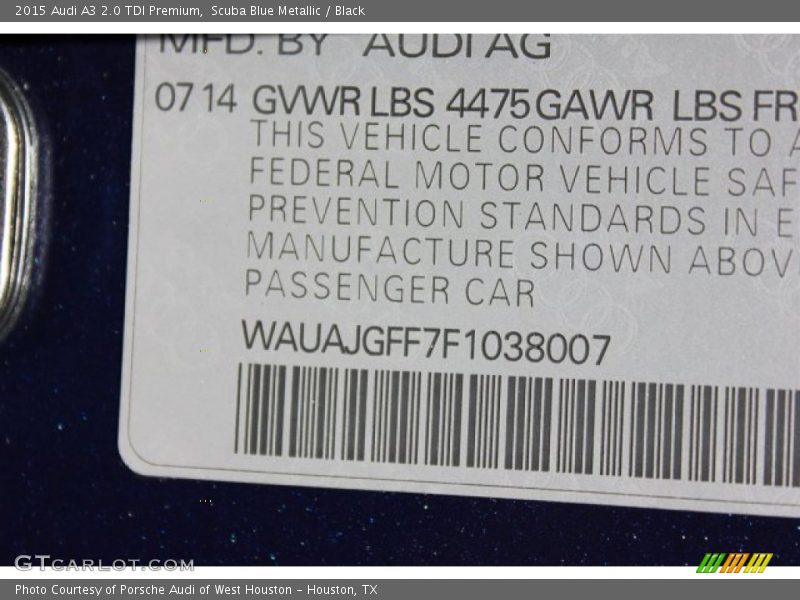 2015 Audi A3 2.0 TDI Premium,  Scuba Blue Metallic / Black
MFD. BY AUDI AG
0714 GVWR LBS 4475 GAWR LBS FR
THIS VEHICLE CONFORMS TO A
FEDERAL MOTOR VEHICLE SAF
PREVENTION STANDARDS IN E
MANUFACTURE SHOWN ABOV
PASSENGER CAR
WAUAJGFF7F1038007
GTCARLOT.COM
Photo Courtesy of Porsche Audi of West Houston - Houston, TX